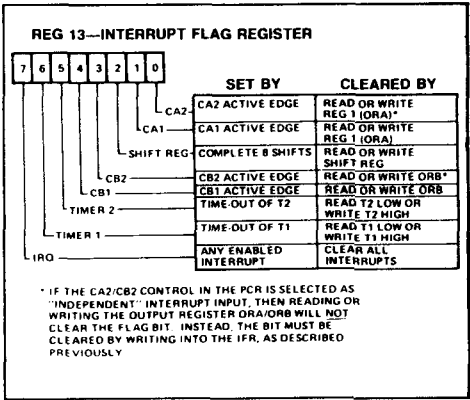 REG 13—INTERRUPT FLAG REGISTER
7 6 5 4 3 2 1 0
SET BY CLEARED BY
CA2 CA2 ACTIVE EDGE READ OR WRITE
REG 1 (ORA)*
CA1 CA1 ACTIVE EDGE READ OR WRITE
REG 1 (ORA)
SHIFT REG COMPLETE 8 SHIFTS READ OR WRITE
SHIFT REG
CB2 CB2 ACTIVE EDGE READ OR WRITE ORB*
CB1 CB1 ACTIVE EDGE READ OR WRITE ORB
TIMER 2 TIME-OUT OF T2 READ T2 LOW OR
WRITE T2 HIGH
TIMER 1 TIME-OUT OF T1 READ T1 LOW OR
WRITE T1 HIGH
IRQ ANY ENABLED CLEAR ALL
INTERRUPT INTERRUPTS
* IF THE CA2/CB2 CONTROL IN THE PCR IS SELECTED AS
"INDEPENDENT" INTERRUPT INPUT, THEN READING OR
WRITING THE OUTPUT REGISTER ORA/ORB WILL NOT
CLEAR THE FLAG BIT. INSTEAD, THE BIT MUST BE
CLEARED BY WRITING INTO THE IFR, AS DESCRIBED
PREVIOUSLY